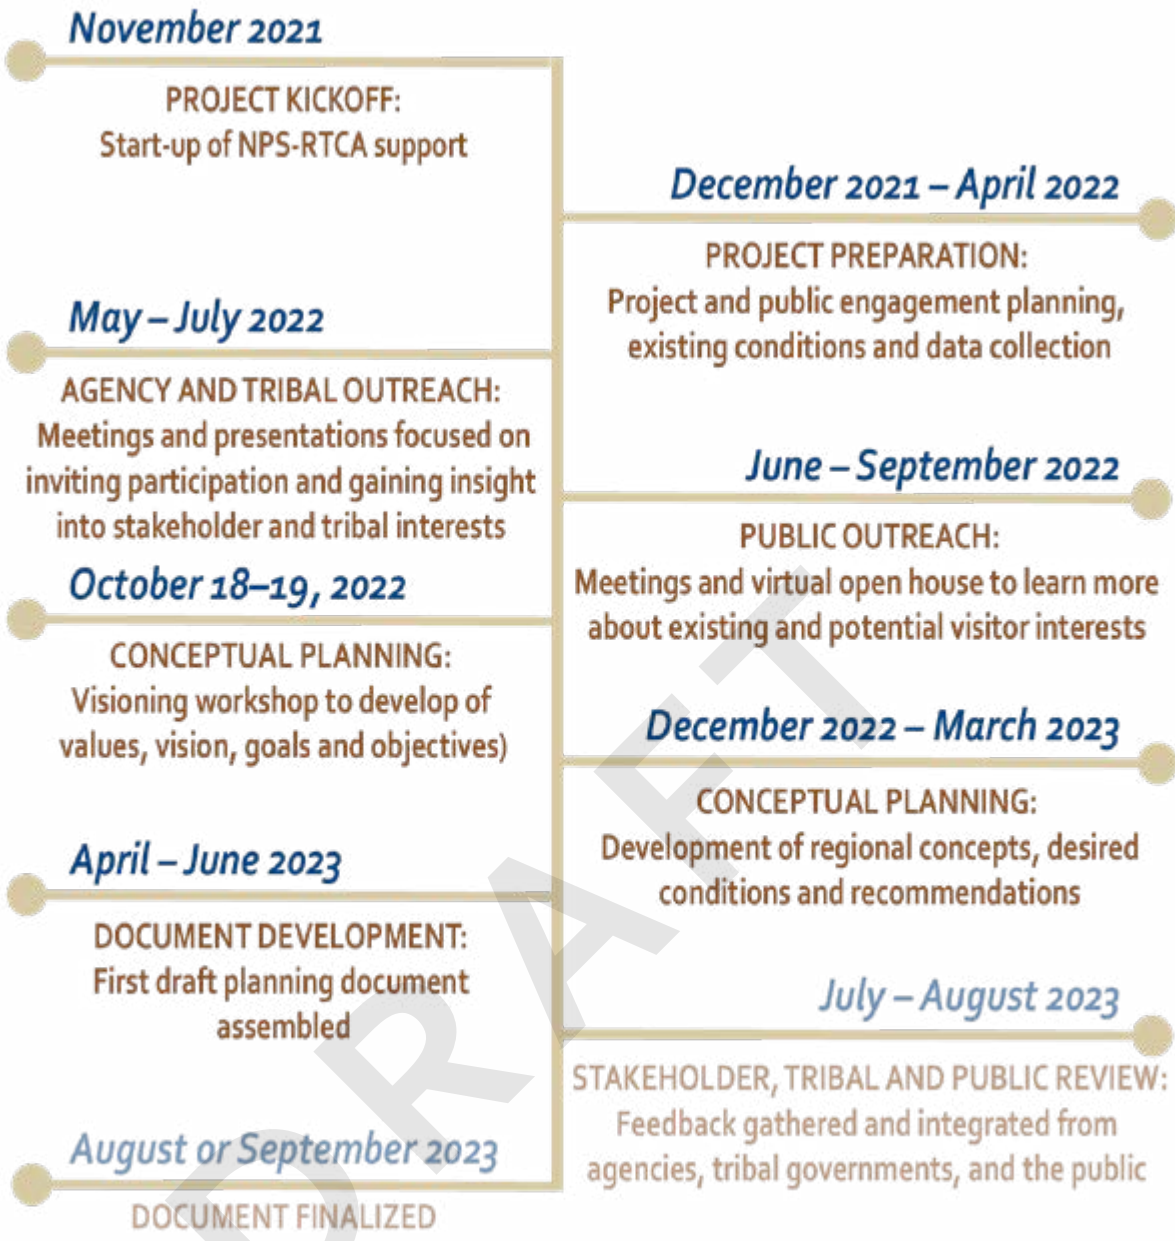 November 2021
PROJECT KICKOFF:
Start-up of NPS-RTCA support
December 2021 – April 2022
PROJECT PREPARATION:
Project and public engagement planning,
existing conditions and data collection
May – July 2022
AGENCY AND TRIBAL OUTREACH:
Meetings and presentations focused on
inviting participation and gaining insight
into stakeholder and tribal interests
June – September 2022
PUBLIC OUTREACH:
Meetings and virtual open house to learn more
about existing and potential visitor interests
October 18–19, 2022
CONCEPTUAL PLANNING:
Visioning workshop to develop of
values, vision, goals and objectives)
December 2022 – March 2023
CONCEPTUAL PLANNING:
Development of regional concepts, desired
conditions and recommendations
April – June 2023
DOCUMENT DEVELOPMENT:
First draft planning document
assembled
July – August 2023
STAKEHOLDER, TRIBAL AND PUBLIC REVIEW:
Feedback gathered and integrated from
agencies, tribal governments, and the public
August or September 2023
DOCUMENT FINALIZED
DRAFT